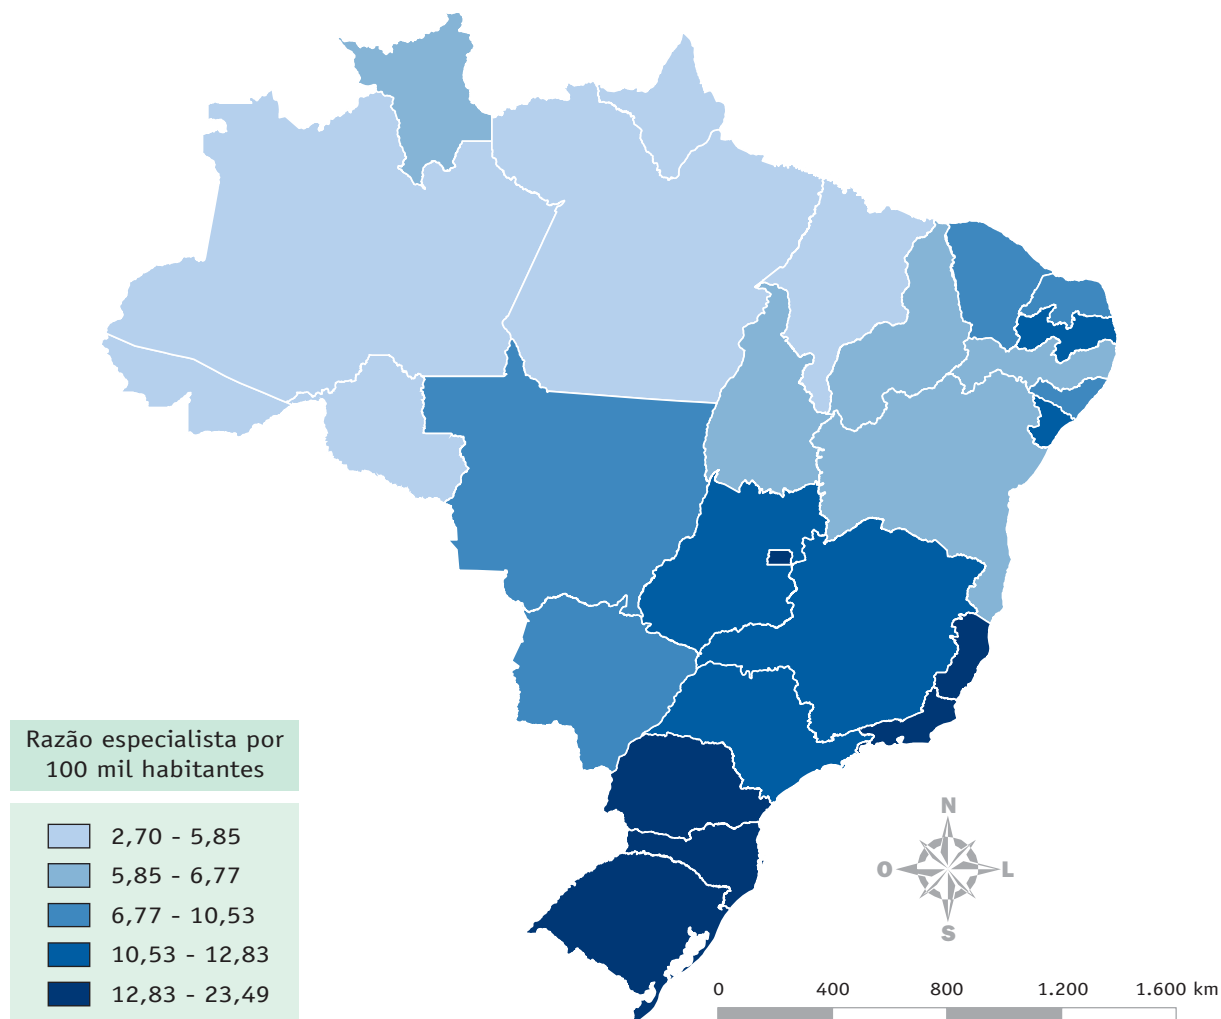 Razão especialista por
100 mil habitantes
2,70 - 5,85
5,85 - 6,77
6,77 - 10,53
10,53 - 12,83
12,83 - 23,49
N
O L
S
0 400 800 1.200 1.600 km